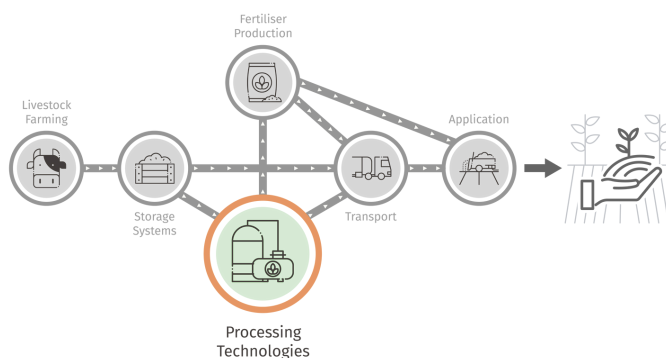 Fertiliser
Production
Livestock
Farming
Application
Storage
Systems
Transport
Processing
Technologies